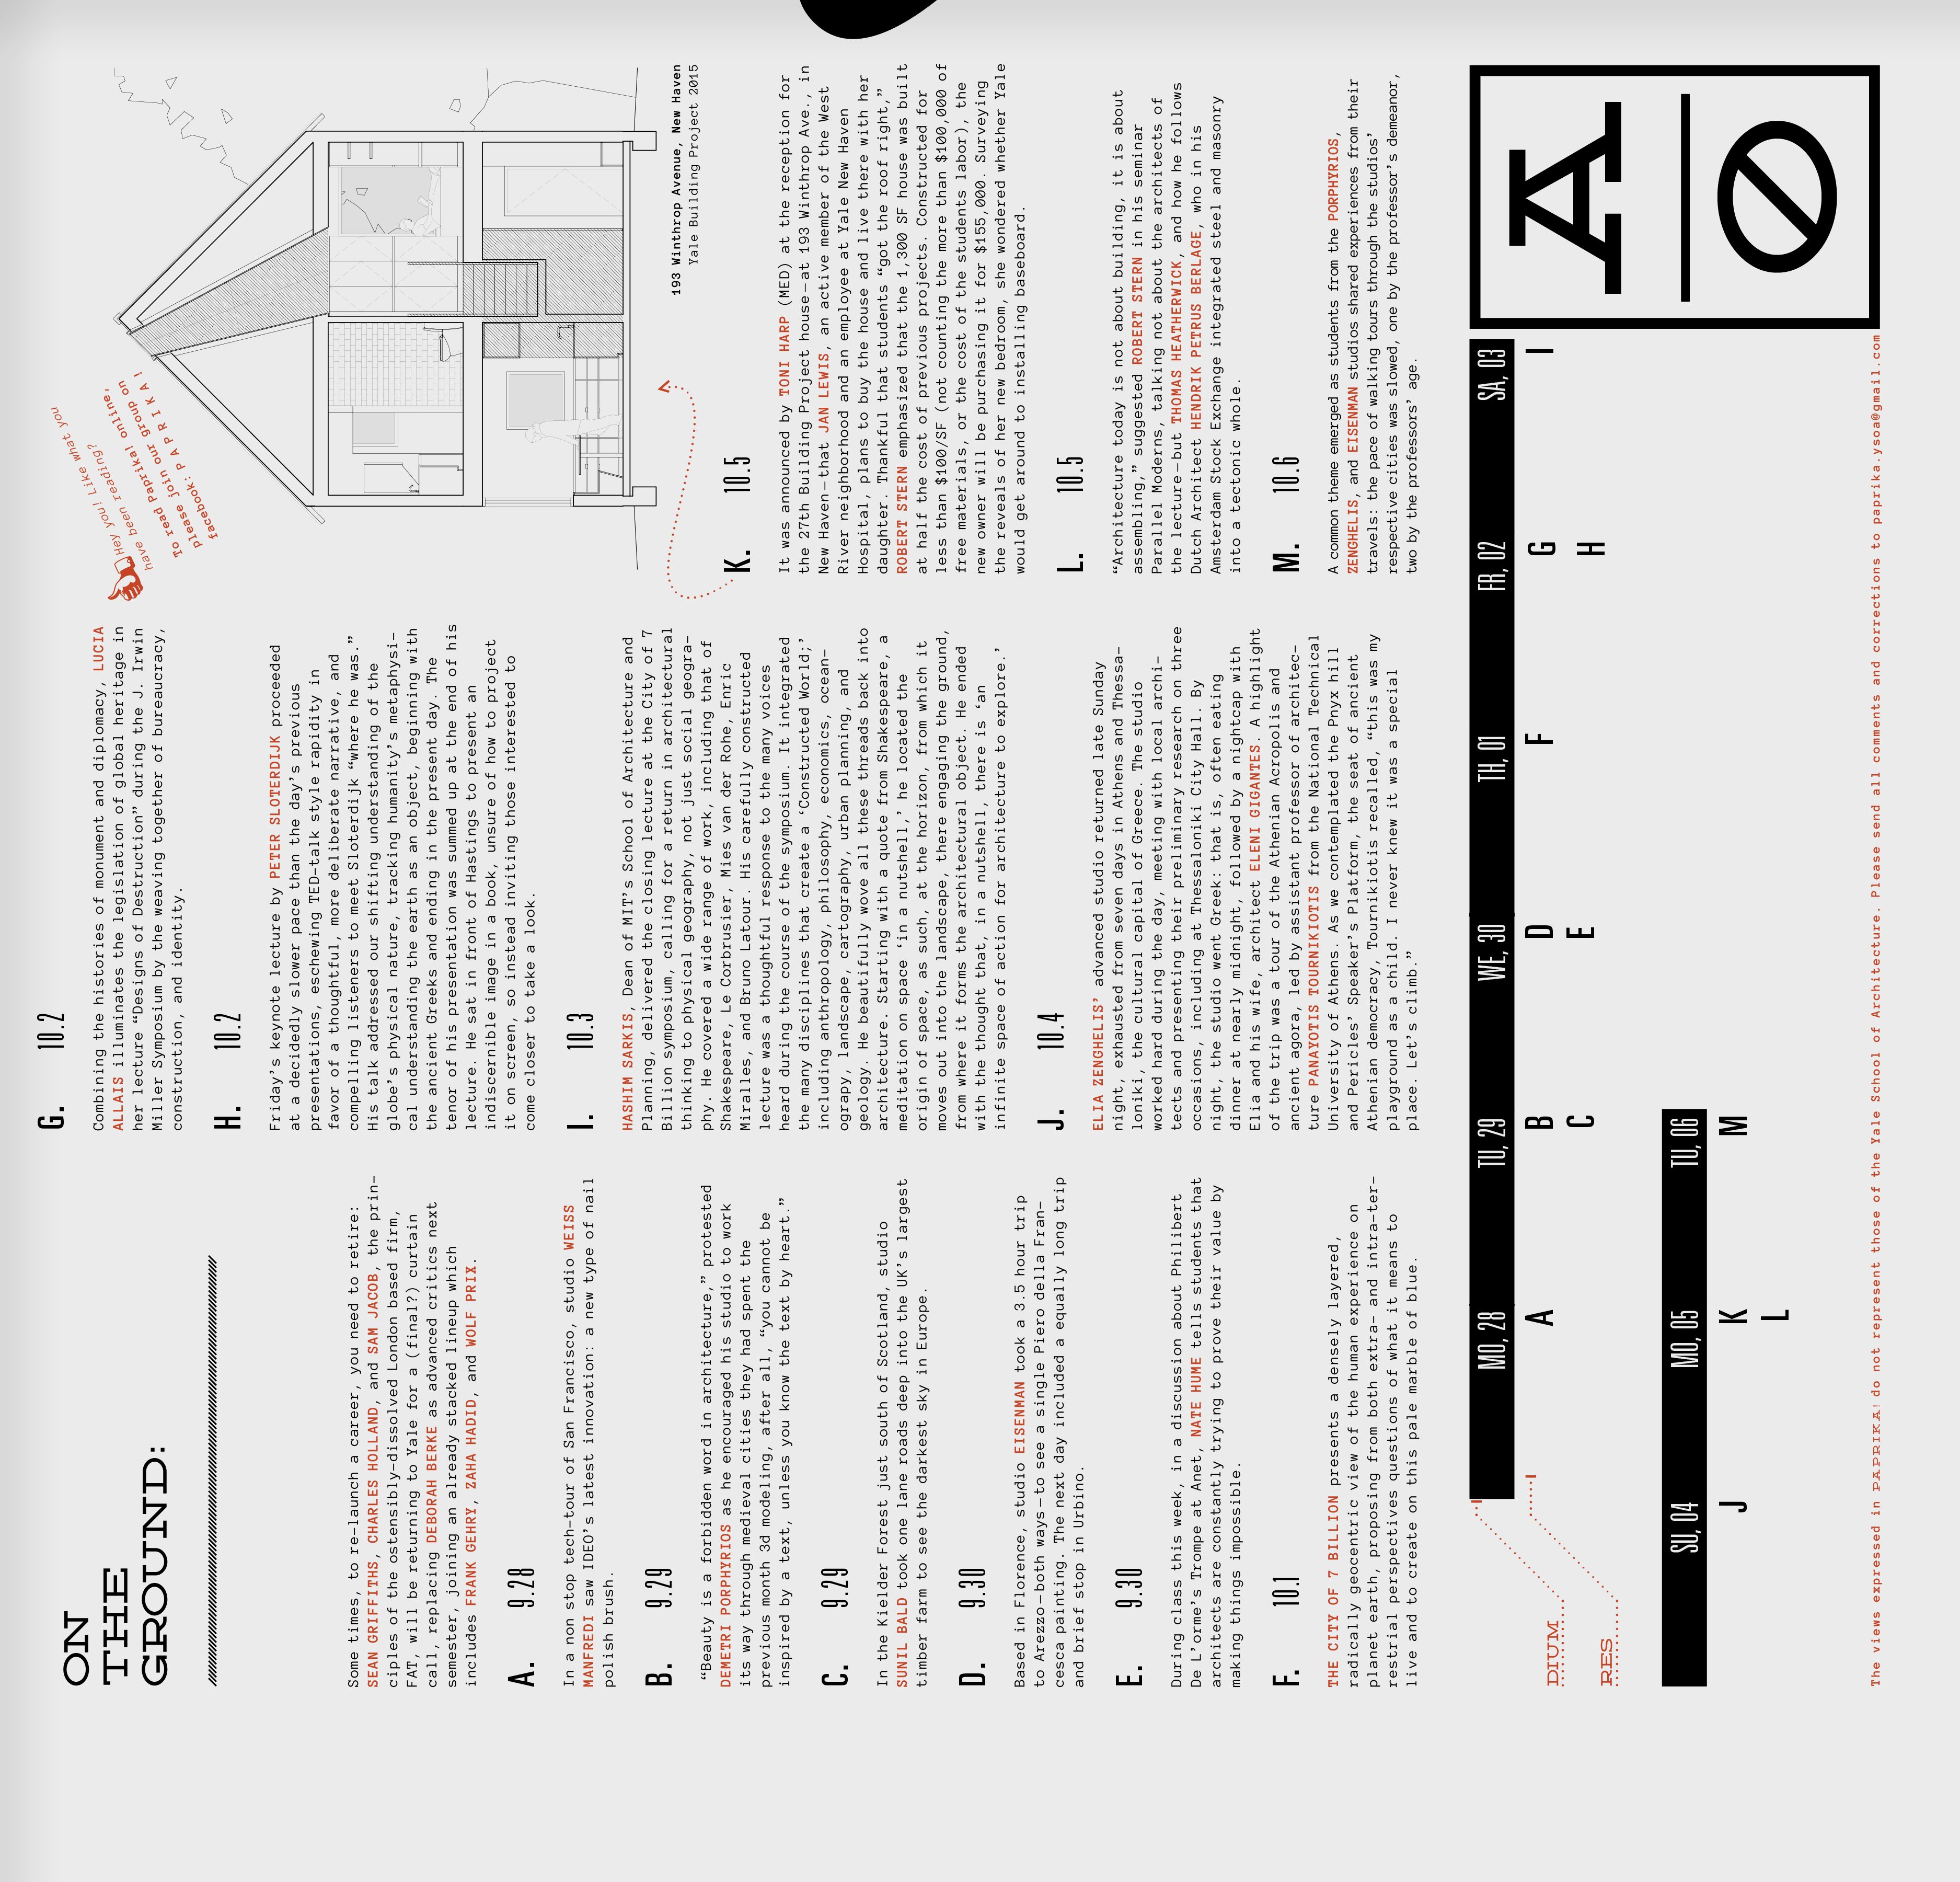 ON
THE
GROUND:
Some times, to re-launch a career, you need to retire:
SEAN GRIFFITHS, CHARLES HOLLAND, and SAM JACOB, the prin-
ciples of the ostensibly-dissolved London based firm,
FAT, will be returning to Yale for a (final?) curtain
call, replacing DEBORAH BERKE as advanced critics next
semester, joining an already stacked lineup which
includes FRANK GEHRY, ZAHA HADID, and WOLF PRIX.
A. 9.28
In a non stop tech-tour of San Francisco, studio WEISS
MANFREDI saw IDEO's latest innovation: a new type of nail
polish brush.
B. 9.29
“Beauty is a forbidden word in architecture,” protested
DEMETRI PORPHYRIOS as he encouraged his studio to work
its way through medieval cities they had spent the
previous month 3d modeling, after all, “you cannot be
inspired by a text, unless you know the text by heart.”
C. 9.29
In the Kielder Forest just south of Scotland, studio
SUNIL BALD took one lane roads deep into the UK's largest
timber farm to see the darkest sky in Europe.
D. 9.30
Based in Florence, studio EISENMAN took a 3.5 hour trip
to Arezzo—both ways—to see a single Piero della Fran-
cesca painting. The next day included a equally long trip
and brief stop in Urbino.
E. 9.30
During class this week, in a discussion about Philibert
De L'orme's Trompe at Anet, NATE HUME tells students that
architects are constantly trying to prove their value by
making things impossible.
F. 10.1
THE CITY OF 7 BILLION presents a densely layered,
radically geocentric view of the human experience on
planet earth, proposing from both extra- and intra-ter-
restrial perspectives questions of what it means to
live and to create on this pale marble of blue.
G. 10.2
Combining the histories of monument and diplomacy, LUCIA
ALLAIS illuminates the legislation of global heritage in
her lecture “Designs of Destruction” during the J. Irwin
Miller Symposium by the weaving together of bureaucracy,
construction, and identity.
H. 10.2
Friday's keynote lecture by PETER SLOTERDIJK proceeded
at a decidedly slower pace than the day's previous
presentations, eschewing TED-talk style rapidity in
favor of a thoughtful, more deliberate narrative, and
compelling listeners to meet Sloterdijk “where he was.”
His talk addressed our shifting understanding of the
globe's physical nature, tracking humanity's metaphysi-
cal understanding the earth as an object, beginning with
the ancient Greeks and ending in the present day. The
tenor of his presentation was summed up at the end of his
lecture. He sat in front of Hastings to present an
indiscernible image in a book, unsure of how to project
it on screen, so instead inviting those interested to
come closer to take a look.
I. 10.3
HASHIM SARKIS, Dean of MIT's School of Architecture and
Planning, delivered the closing lecture at the City of 7
Billion symposium, calling for a return in architectural
thinking to physical geography, not just social geogra-
phy. He covered a wide range of work, including that of
Shakespeare, Le Corbusier, Mies van der Rohe, Enric
Miralles, and Bruno Latour. His carefully constructed
lecture was a thoughtful response to the many voices
heard during the course of the symposium. It integrated
the many disciplines that create a ‘Constructed World;’
including anthropology, philosophy, economics, ocean-
ography, landscape, cartography, urban planning, and
geology. He beautifully wove all these threads back into
architecture. Starting with a quote from Shakespeare, a
meditation on space ‘in a nutshell,’ he located the
origin of space, as such, at the horizon, from which it
moves out into the landscape, there engaging the ground,
from where it forms the architectural object. He ended
with the thought that, in a nutshell, there is ‘an
infinite space of action for architecture to explore.’
J. 10.4
ELIA ZENGHELIS’ advanced studio returned late Sunday
night, exhausted from seven days in Athens and Thessa-
loniki, the cultural capital of Greece. The studio
worked hard during the day, meeting with local archi-
tects and presenting their preliminary research on three
occasions, including at Thessaloniki City Hall. By
night, the studio went Greek: that is, often eating
dinner at nearly midnight, followed by a nightcap with
Elia and his wife, architect ELENI GIGANTES. A highlight
of the trip was a tour of the Athenian Acropolis and
ancient agora, led by assistant professor of architec-
ture PANAYOTIS TOURNIKIOTIS from the National Technical
University of Athens. As we contemplated the Pnyx hill
and Pericles' Speaker's Platform, the seat of ancient
Athenian democracy, Tournikiotis recalled, “this was my
playground as a child. I never knew it was a special
place. Let's climb.”
Hey you! Like what you
have been reading?
To read Paprika! online,
please join our group on
facebook: P A P R I K A !
193 Winthrop Avenue, New Haven
Yale Building Project 2015
K. 10.5
It was announced by TONI HARP (MED) at the reception for
the 27th Building Project house—at 193 Winthrop Ave., in
New Haven—that JAN LEWIS, an active member of the West
River neighborhood and an employee at Yale New Haven
Hospital, plans to buy the house and live there with her
daughter. Thankful that students “got the roof right,”
ROBERT STERN emphasized that the 1,300 SF house was built
at half the cost of previous projects. Constructed for
less than $100/SF (not counting the more than $100,000 of
free materials, or the cost of the students labor), the
new owner will be purchasing it for $155,000. Surveying
the reveals of her new bedroom, she wondered whether Yale
would get around to installing baseboard.
L. 10.5
“Architecture today is not about building, it is about
assembling,” suggested ROBERT STERN in his seminar
Parallel Moderns, talking not about the architects of
the lecture—but THOMAS HEATHERWICK, and how he follows
Dutch Architect HENDRIK PETRUS BERLAGE, who in his
Amsterdam Stock Exchange integrated steel and masonry
into a tectonic whole.
M. 10.6
A common theme emerged as students from the PORPHYRIOS,
ZENGHELIS, and EISENMAN studios shared experiences from their
travels: the pace of walking tours through the studios’
respective cities was slowed, one by the professor's demeanor,
two by the professors’ age.
MO, 28 TU, 29 WE, 30 TH, 01 FR, 02 SA, 03
A B D F G I
C E H
DIUM
RES
SU, 04 MO, 05 TU, 06
J K M
L
A
Ø
The views expressed in PAPRIKA! do not represent those of the Yale School of Architecture. Please send all comments and corrections to paprika.ysoa@gmail.com